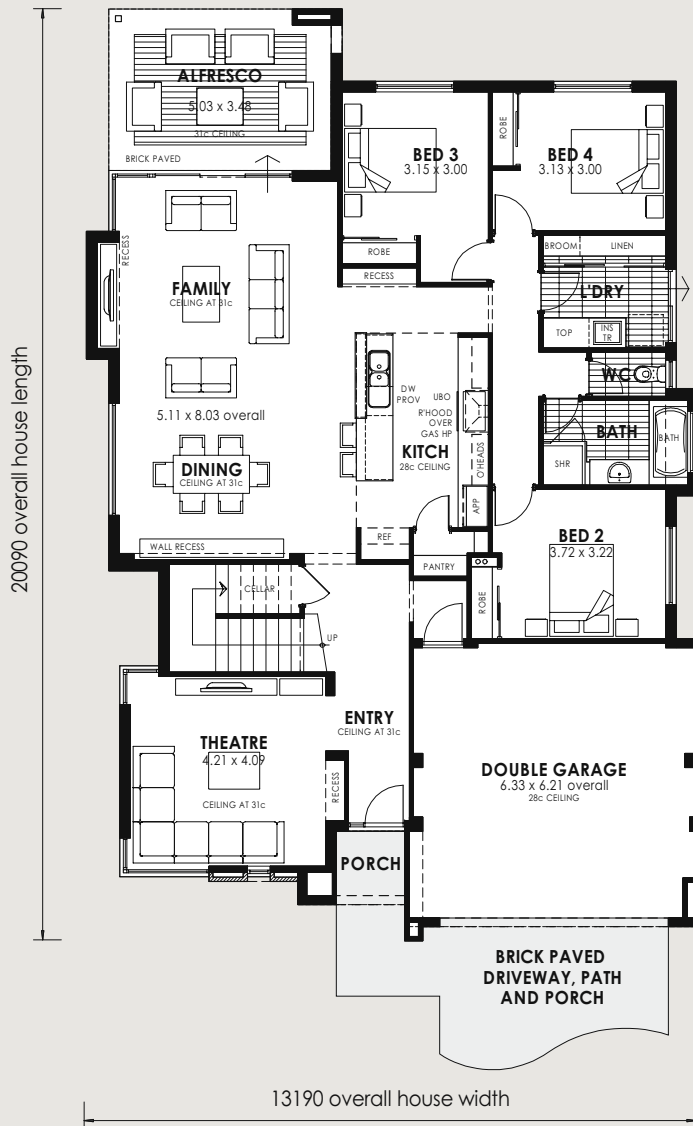 ALFRESCO
5.03 x 3.48
31c CEILING
BRICK PAVED
BED 3
3.15 x 3.00
ROBE
RECESS
ROBE
BED 4
3.13 x 3.00
BROOM
LINEN
L'DRY
TOP
INS
TR
WC
BATH
BATH
SHR
RECESS
FAMILY
CEILING AT 31c
5.11 x 8.03 overall
DINING
CEILING AT 31c
WALL RECESS
DW
PROV
UBO
R'HOOD
OVER
GAS HP
KITCH
28c CEILING
O'HEADS
APP
REF
PANTRY
BED 2
3.72 x 3.22
ROBE
CELLAR
UP
THEATRE
4.21 x 4.09
CEILING AT 31c
RECESS
ENTRY
CEILING AT 31c
DOUBLE GARAGE
6.33 x 6.21 overall
28c CEILING
PORCH
BRICK PAVED
DRIVEWAY, PATH
AND PORCH
20090 overall house length
13190 overall house width